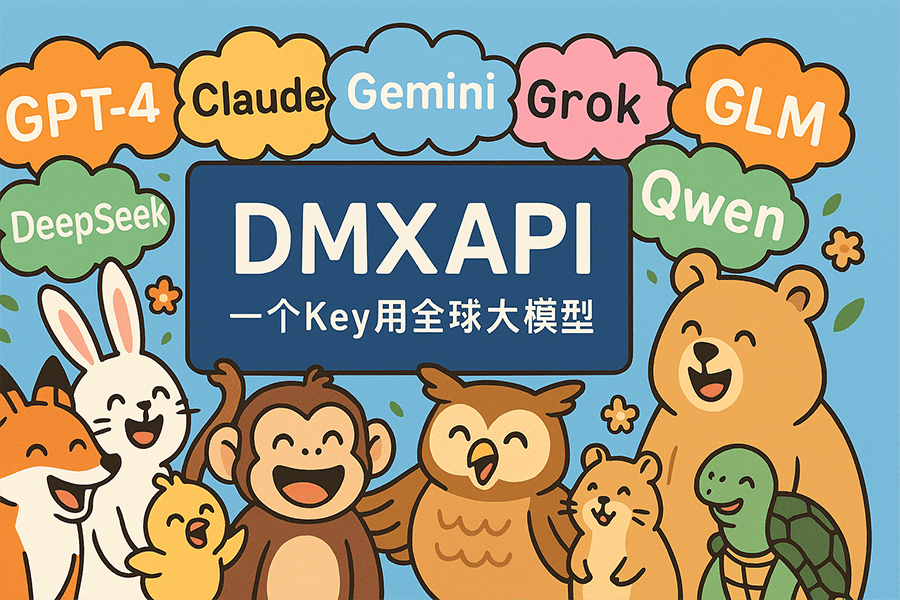 GPT-4
Claude
Gemini
Grok
GLM
DeepSeek
Qwen
DMXAPI
一个Key用全球大模型